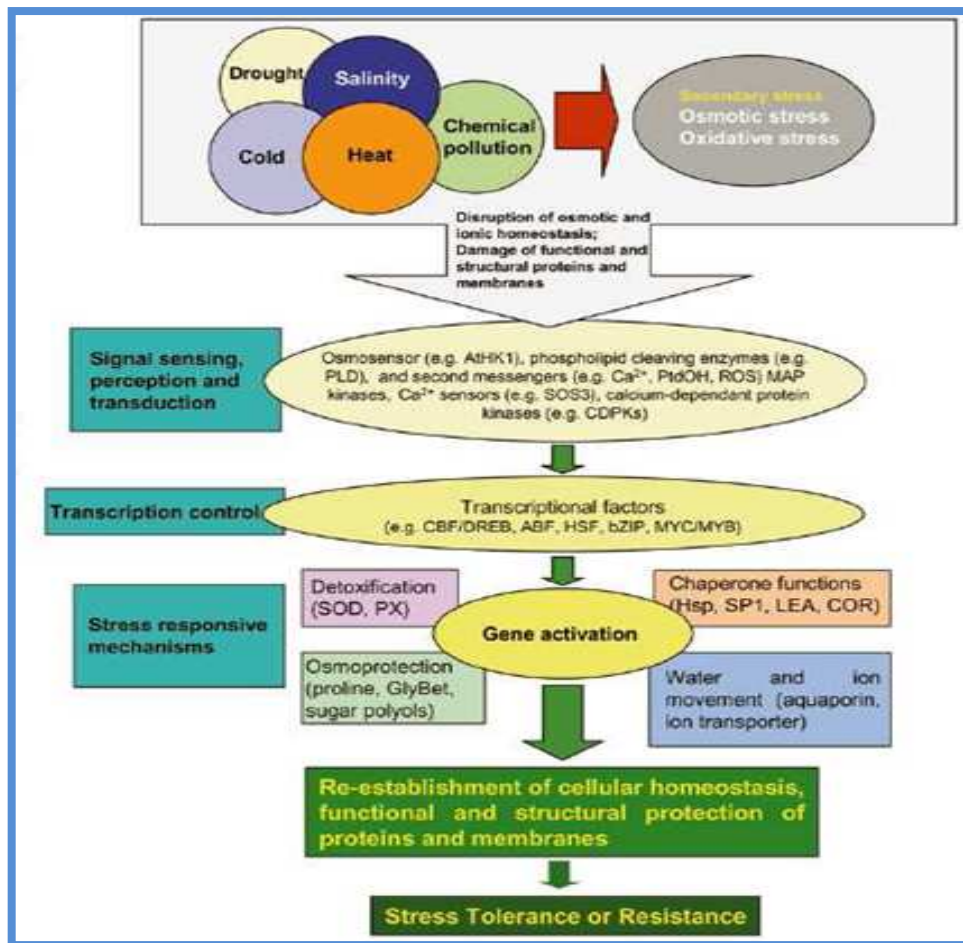 Drought
Salinity
Cold
Heat
Chemical
pollution
Secondary stress
Osmotic stress
Oxidative stress
Disruption of osmotic and
ionic homeostasis;
Damage of functional and
structural proteins and
membranes
Signal sensing,
perception and
transduction
Osmosensor (e.g. AtHK1), phospholipid cleaving enzymes (e.g.
PLD), and second messengers (e.g. Ca²⁺, PtdOH, ROS) MAP
kinases, Ca²⁺ sensors (e.g. SOS3), calcium-dependant protein
kinases (e.g. CDPKs)
Transcription control
Transcriptional factors
(e.g. CBF/DREB, ABF, HSF, bZIP, MYC/MYB)
Stress responsive
mechanisms
Detoxification
(SOD, PX)
Chaperone functions
(Hsp, SP1, LEA, COR)
Gene activation
Osmoprotection
(proline, GlyBet,
sugar polyols)
Water and ion
movement (aquaporin,
ion transporter)
Re-establishment of cellular homeostasis,
functional and structural protection of
proteins and membranes
Stress Tolerance or Resistance